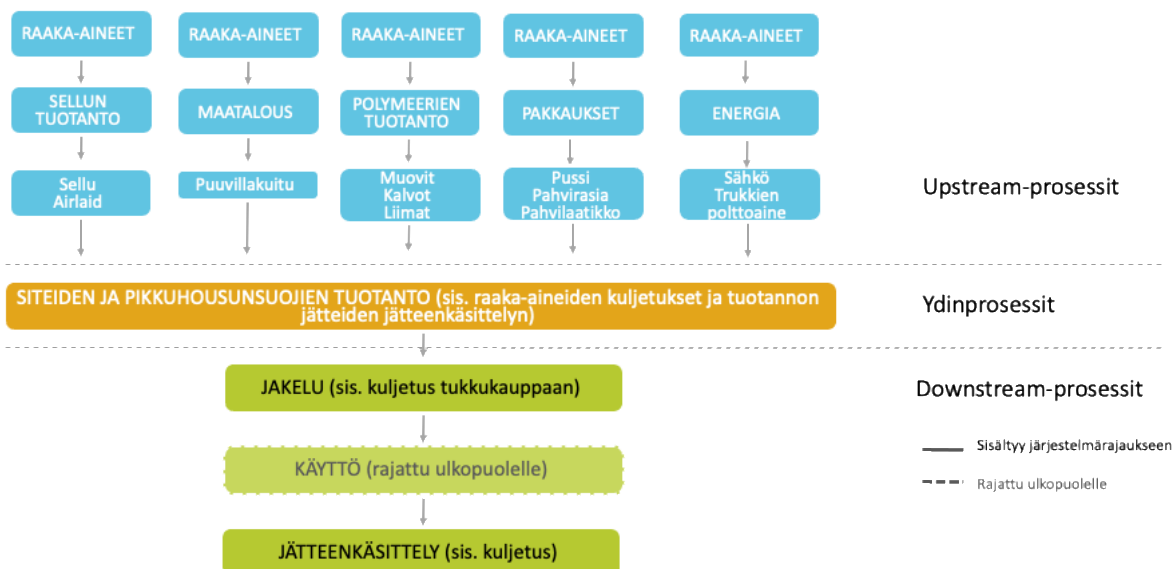 RAAKA-AINEET
RAAKA-AINEET
RAAKA-AINEET
RAAKA-AINEET
RAAKA-AINEET
SELLUN
TUOTANTO
MAATALOUS
POLYMEERIEN
TUOTANTO
PAKKAUKSET
ENERGIA
Sellu
Airlaid
Puuvillakuitu
Muovit
Kalvot
Liimat
Pussi
Pahvirasia
Pahvilaatikko
Sähkö
Trukkien
polttoaine
Upstream-prosessit
SITEIDEN JA PIKKUHOUSUNSUOJIEN TUOTANTO (sis. raaka-aineiden kuljetukset ja tuotannon
jätteiden jätteenkäsittelyn)
Ydinprosessit
JAKELU (sis. kuljetus tukkukauppaan)
Downstream-prosessit
KÄYTTÖ (rajattu ulkopuolelle)
Sisältyy järjestelmärajaukseen
Rajattu ulkopuolelle
JÄTTEENKÄSITTELY (sis. kuljetus)